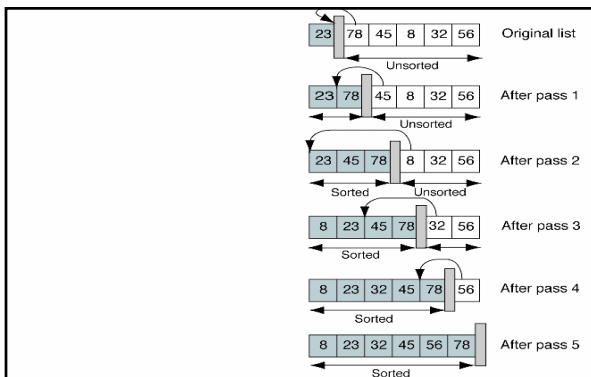 23 78 45 8 32 56 Original list
Unsorted
23 78 45 8 32 56 After pass 1
Unsorted
23 45 78 8 32 56 After pass 2
Sorted Unsorted
8 23 45 78 32 56 After pass 3
Sorted
8 23 32 45 78 56 After pass 4
Sorted
8 23 32 45 56 78 After pass 5
Sorted